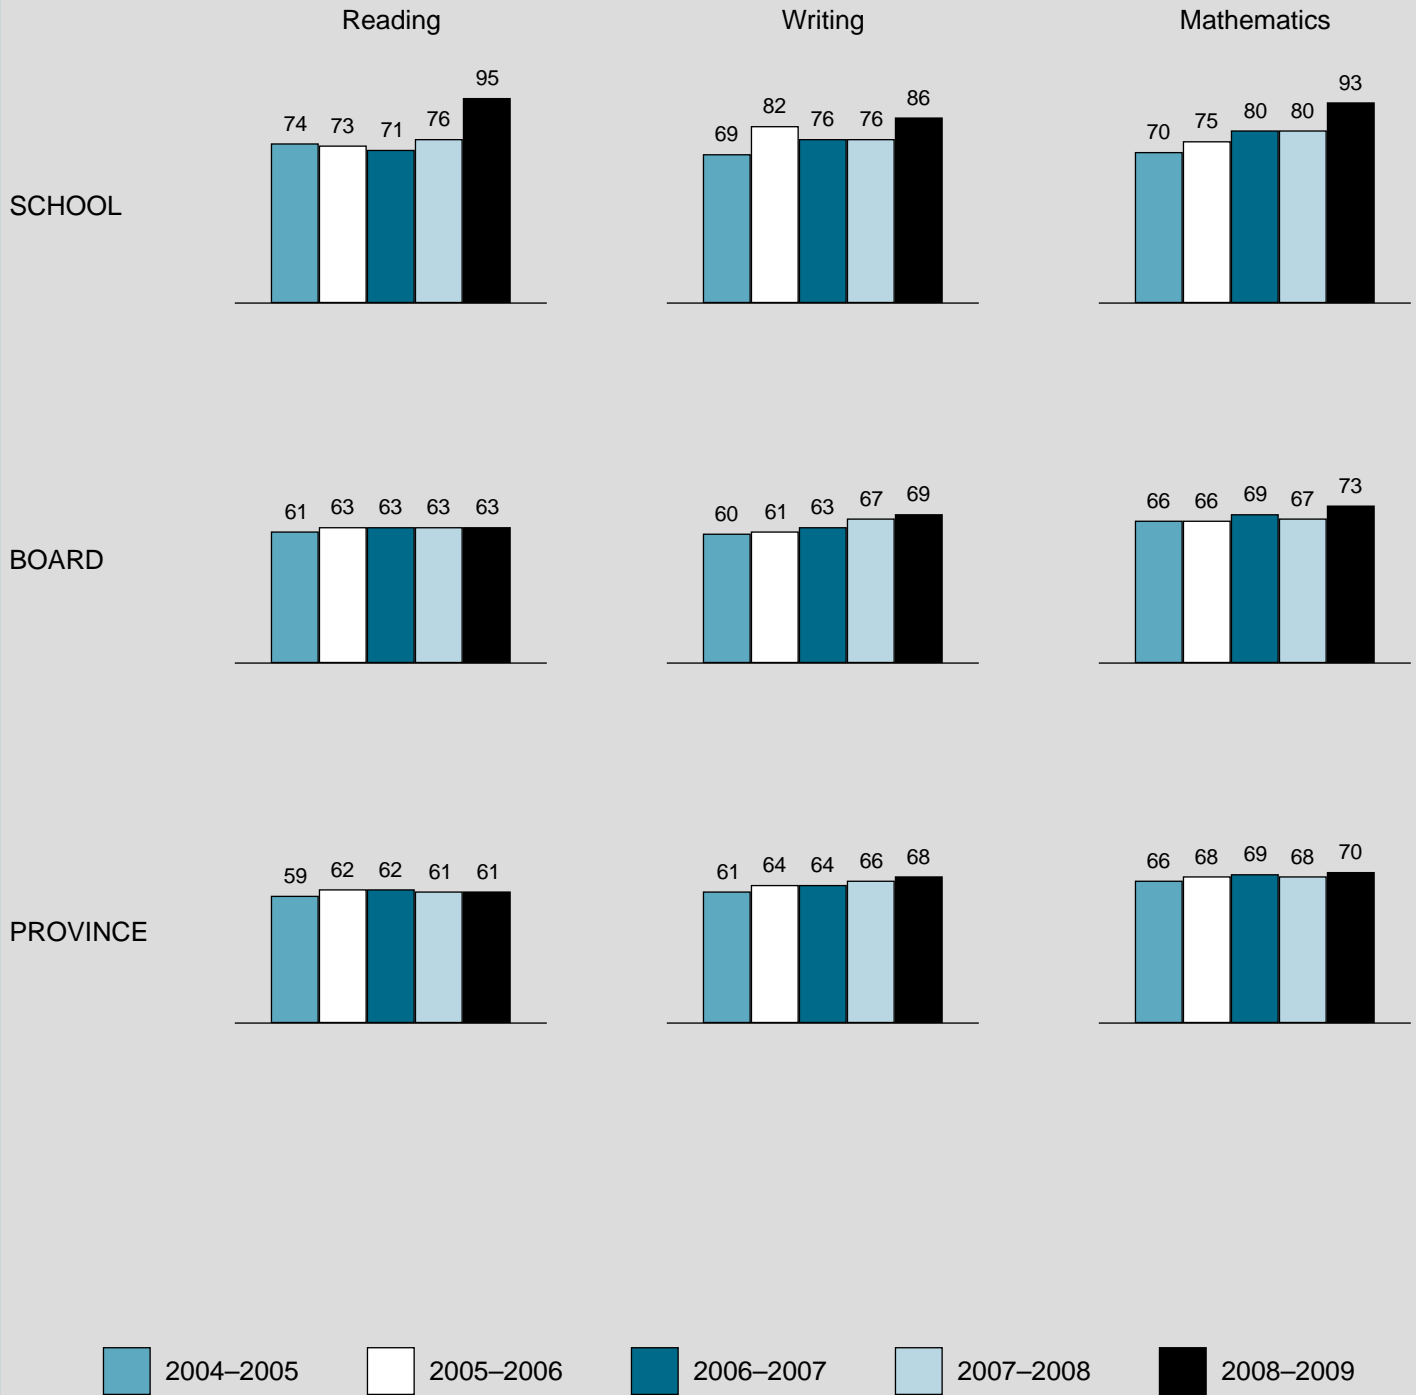 Reading Writing Mathematics
SCHOOL
74 73 71 76 95
69 82 76 76 86
70 75 80 80 93
BOARD
61 63 63 63 63
60 61 63 67 69
66 66 69 67 73
PROVINCE
59 62 62 61 61
61 64 64 66 68
66 68 69 68 70
2004–2005 2005–2006 2006–2007 2007–2008 2008–2009